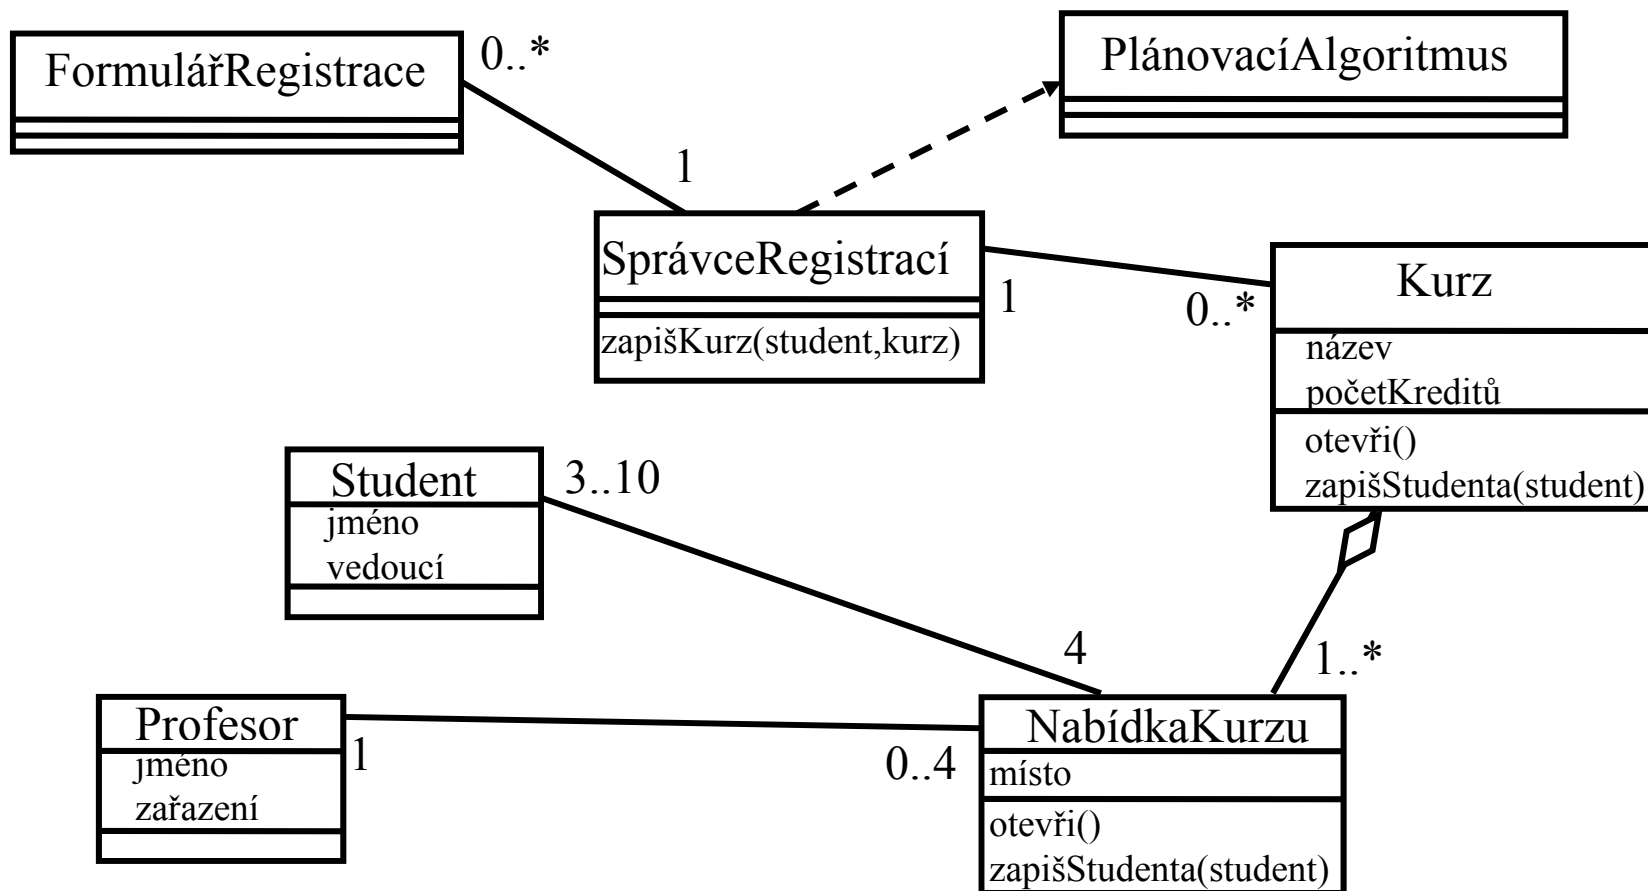 FormulářRegistrace
0..*
PlánovacíAlgoritmus
1
SprávceRegistrací
zapišKurz(student,kurz)
1
0..*
Kurz
název
početKreditů
otevři()
zapišStudenta(student)
Student
jméno
vedoucí
3..10
4
1..*
Profesor
jméno
zařazení
1
0..4
NabídkaKurzu
místo
otevři()
zapišStudenta(student)